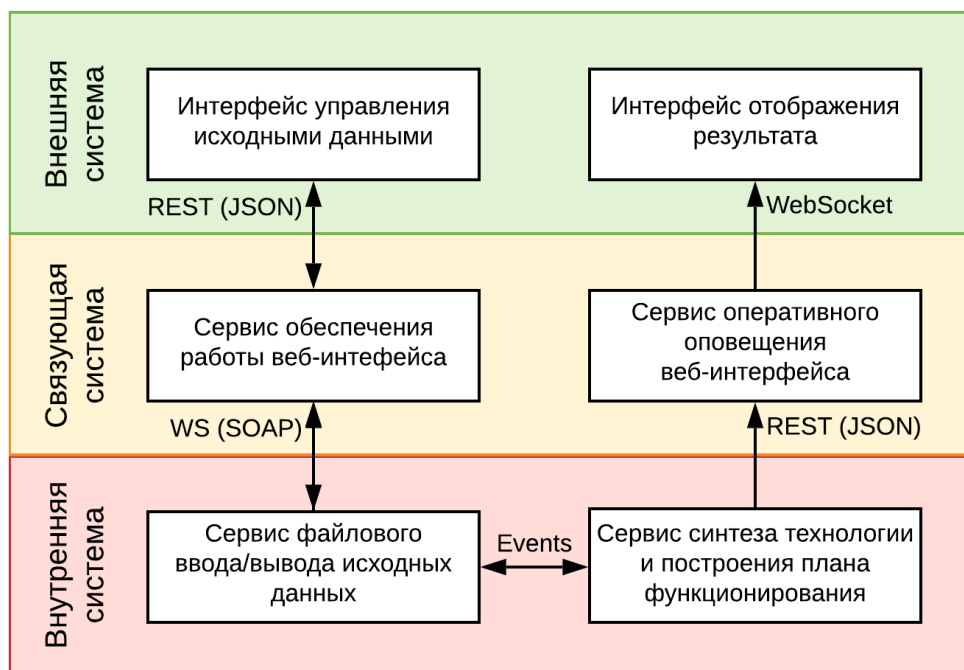 Внешняя
система
Интерфейс управления
исходными данными
Интерфейс отображения
результата
REST (JSON)
WebSocket
Связующая
система
Сервис обеспечения
работы веб-интефейса
Сервис оперативного
оповещения
веб-интерфейса
WS (SOAP)
REST (JSON)
Внутренняя
система
Сервис файлового
ввода/вывода исходных
данных
Events
Сервис синтеза технологии
и построения плана
функционирования